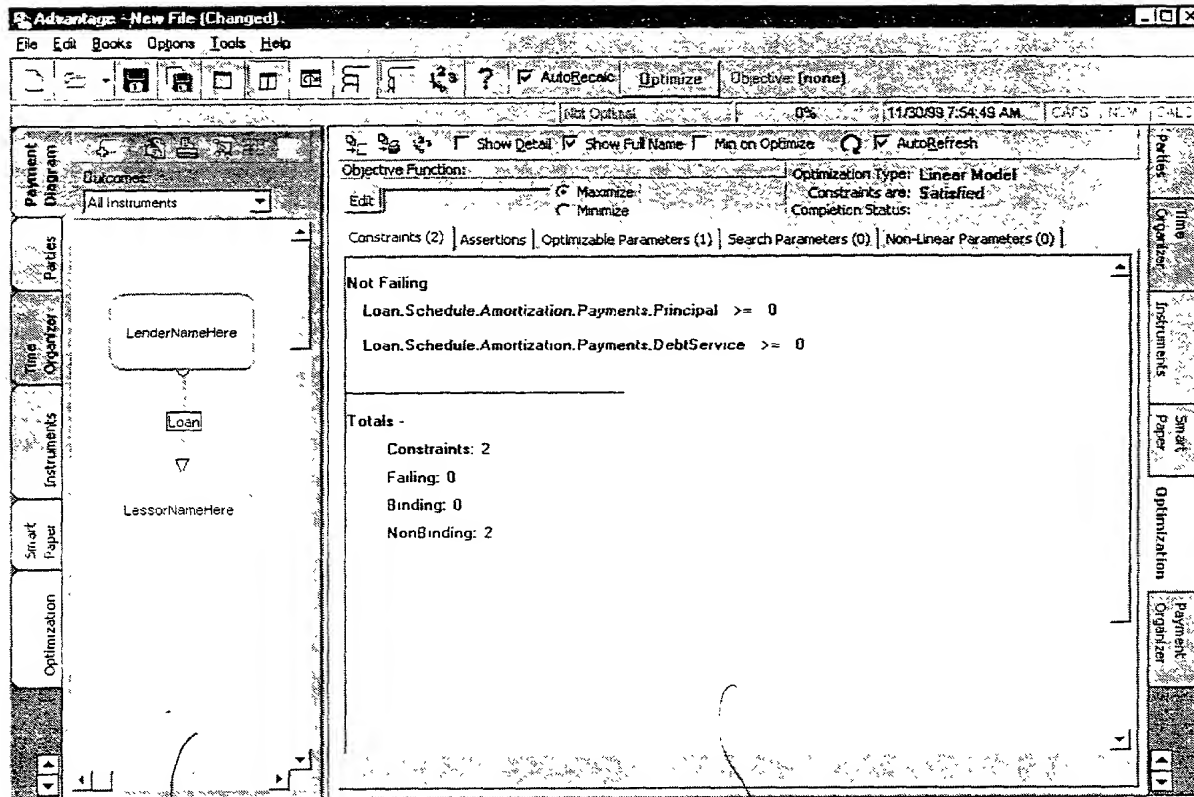 Advantage - New File (Changed)
File Edit Books Options Tools Help
AutoRecalc Optimize Objective: (none)
Not Optimal 0% 11/30/99 7:54:49 AM CAPS NUM
Payment Diagram
Parties
Time Organizer
Instruments
Smart Paper
Optimization
Outcomes:
All Instruments
LenderNameHere
Loan
LessorNameHere
Show Detail Show Full Name Min on Optimize AutoRefresh
Objective Function:
Edit
Maximize
Minimize
Optimization Type: Linear Model
Constraints are: Satisfied
Completion Status:
Constraints (2) Assertions Optimizable Parameters (1) Search Parameters (0) Non-Linear Parameters (0)
Not Failing
Loan.Schedule.Amortization.Payments.Principal >= 0
Loan.Schedule.Amortization.Payments.DebtService >= 0
Totals -
Constraints: 2
Failing: 0
Binding: 0
NonBinding: 2
Parties
Time Organizer
Instruments
Smart Paper
Optimization
Payment Organizer